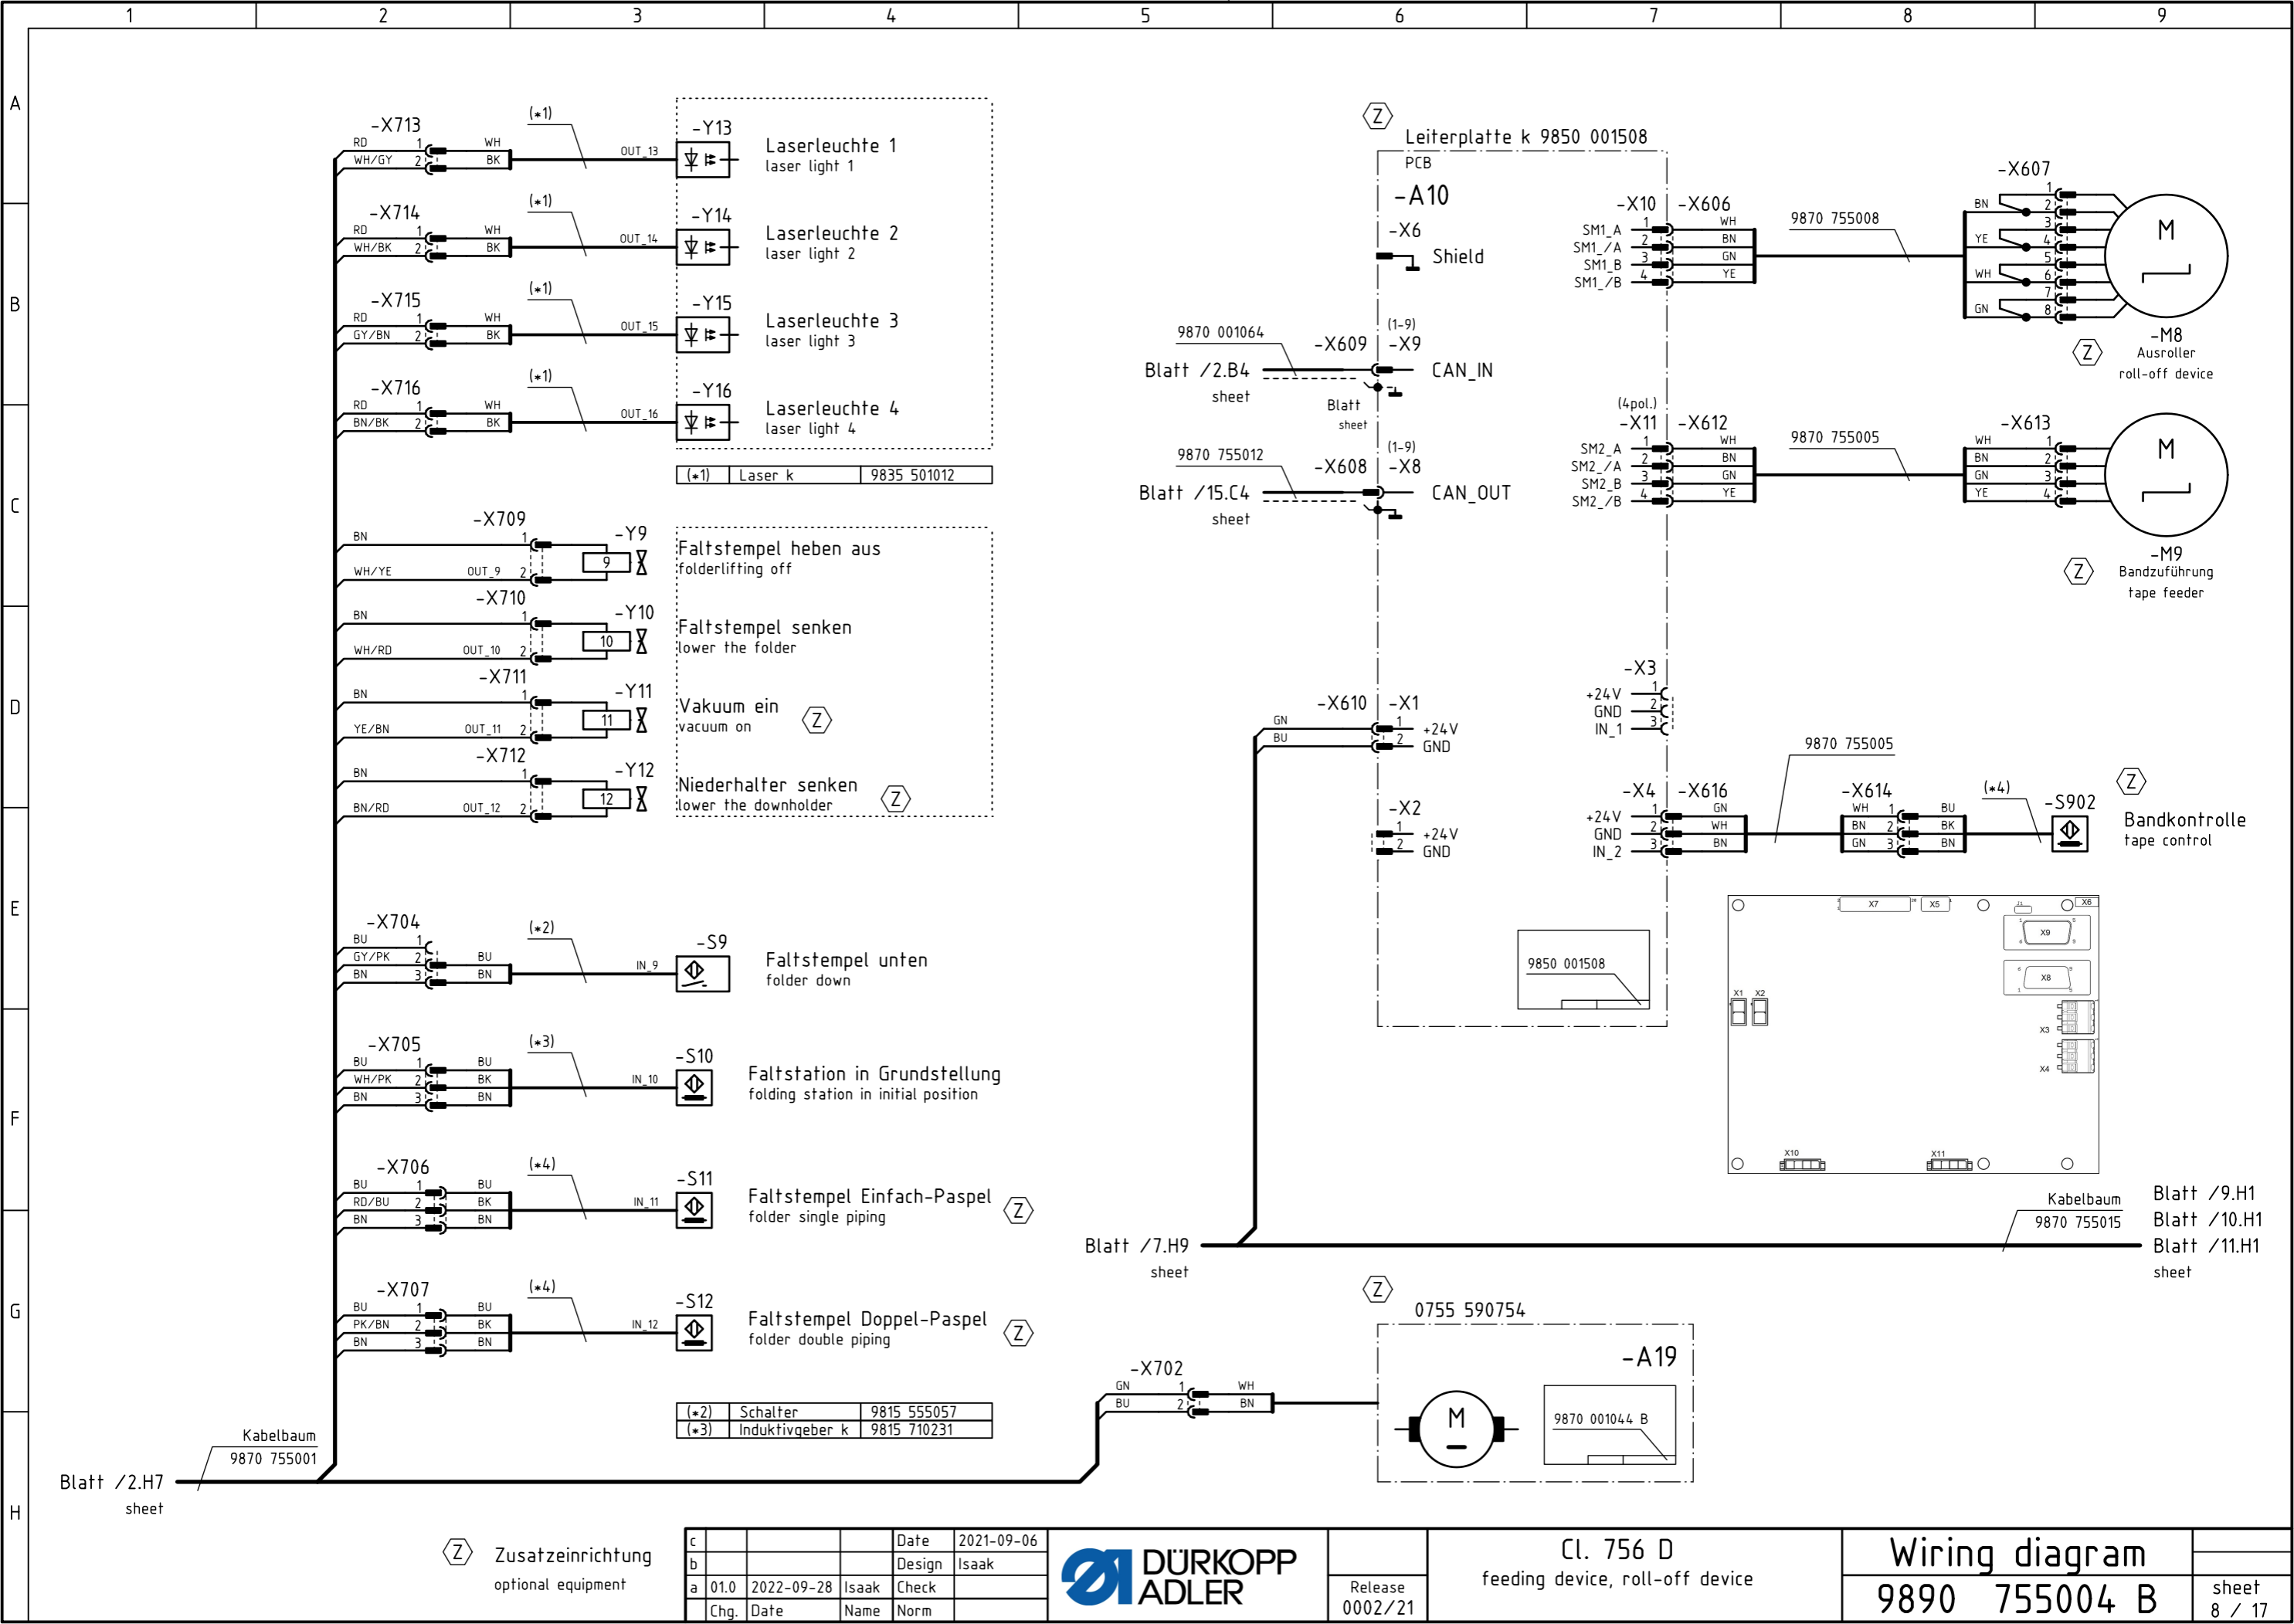 1 2 3 4 5 6 7 8 9
A
B
C
D
E
F
G
H
-X713
RD 1 WH
WH/GY 2 BK
(*1)
OUT_13
-Y13
Laserleuchte 1
laser light 1
-X714
RD 1 WH
WH/BK 2 BK
(*1)
OUT_14
-Y14
Laserleuchte 2
laser light 2
-X715
RD 1 WH
GY/BN 2 BK
(*1)
OUT_15
-Y15
Laserleuchte 3
laser light 3
-X716
RD 1 WH
BN/BK 2 BK
(*1)
OUT_16
-Y16
Laserleuchte 4
laser light 4
(*1) Laser k 9835 501012
-X709
BN 1
WH/YE OUT_9 2
-Y9
9
Faltstempel heben aus
folderlifting off
-X710
BN 1
WH/RD OUT_10 2
-Y10
10
Faltstempel senken
lower the folder
-X711
BN 1
YE/BN OUT_11 2
-Y11
11
Vakuum ein
vacuum on
Z
-X712
BN 1
BN/RD OUT_12 2
-Y12
12
Niederhalter senken
lower the downholder
Z
-X704
BU 1
GY/PK 2 BU
BN 3 BN
(*2)
IN_9
-S9
Faltstempel unten
folder down
-X705
BU 1 BU
WH/PK 2 BK
BN 3 BN
(*3)
IN_10
-S10
Faltstation in Grundstellung
folding station in initial position
-X706
BU 1 BU
RD/BU 2 BK
BN 3 BN
(*4)
IN_11
-S11
Faltstempel Einfach-Paspel
folder single piping
Z
-X707
BU 1 BU
PK/BN 2 BK
BN 3 BN
(*4)
IN_12
-S12
Faltstempel Doppel-Paspel
folder double piping
Z
(*2) Schalter 9815 555057
(*3) Induktivgeber k 9815 710231
Kabelbaum
9870 755001
Blatt /2.H7
sheet
Z
Leiterplatte k 9850 001508
PCB
-A10
-X6
Shield
9870 001064
Blatt /2.B4
sheet
-X609
(1-9)
-X9
CAN_IN
Blatt
sheet
9870 755012
Blatt /15.C4
sheet
-X608
(1-9)
-X8
CAN_OUT
-X10 -X606
SM1_A 1 WH
SM1_/A 2 BN
SM1_B 3 GN
SM1_/B 4 YE
9870 755008
-X607
1
BN 2
3
YE 4
5
WH 6
7
GN 8
M
-M8
Z
Ausroller
roll-off device
(4pol.)
-X11 -X612
SM2_A 1 WH
SM2_/A 2 BN
SM2_B 3 GN
SM2_/B 4 YE
9870 755005
-X613
WH 1
BN 2
GN 3
YE 4
M
-M9
Z
Bandzuführung
tape feeder
-X610 -X1
GN 1 +24V
BU 2 GND
-X3
+24V 1
GND 2
IN_1 3
-X2
1 +24V
2 GND
-X4 -X616
+24V 1 GN
GND 2 WH
IN_2 3 BN
9870 755005
-X614
WH 1 BU
BN 2 BK
GN 3 BN
(*4)
-S902
Z
Bandkontrolle
tape control
9850 001508
X7 X5 J1 X6
X9
X8
X1 X2
X3
X4
X10 X11
Blatt /7.H9
sheet
Kabelbaum
9870 755015
Blatt /9.H1
Blatt /10.H1
Blatt /11.H1
sheet
Z
0755 590754
-A19
M
9870 001044 B
-X702
GN 1 WH
BU 2 BN
Z
Zusatzeinrichtung
optional equipment
c Date 2021-09-06
b Design Isaak
a 01.0 2022-09-28 Isaak Check
Chg. Date Name Norm
DÜRKOPP
ADLER
Release
0002/21
Cl. 756 D
feeding device, roll-off device
Wiring diagram
9890 755004 B
sheet
8 / 17